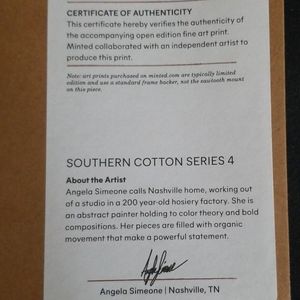 CERTIFICATE OF AUTHENTICITY
This certificate hereby verifies the authenticity of
the accompanying open edition fine art print.
Minted collaborated with an independent artist to
produce this print.
Note: art prints purchased on minted.com are typically limited
edition and use a standard frame backer, not the sawtooth mount
on this piece.
SOUTHERN COTTON SERIES 4
About the Artist
Angela Simeone calls Nashville home, working out
of a studio in a 200 year-old hosiery factory. She is
an abstract painter holding to color theory and bold
compositions. Her pieces are filled with organic
movement that make a powerful statement.
Angela Simeone | Nashville, TN